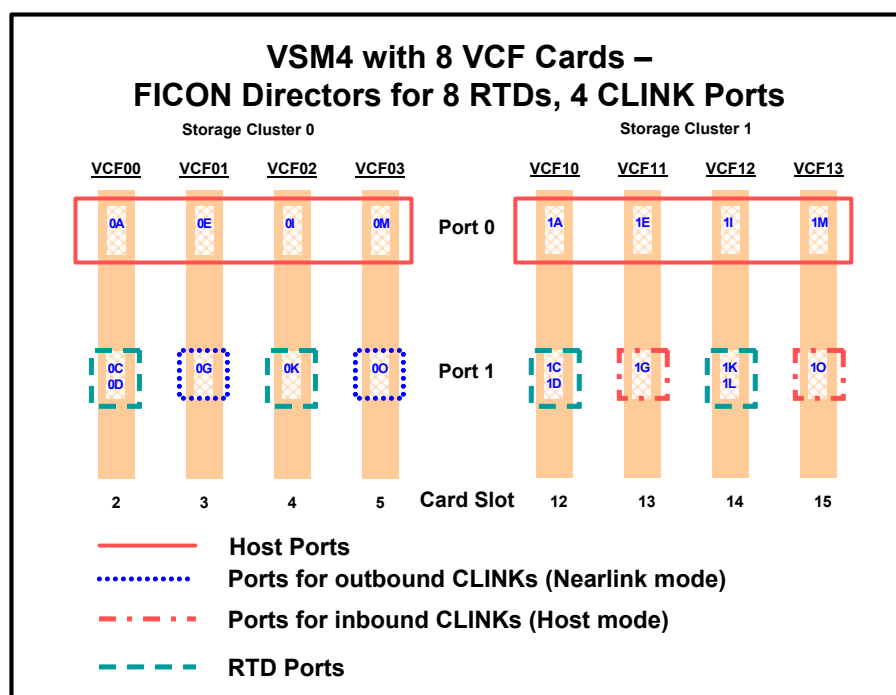 VSM4 with 8 VCF Cards –
FICON Directors for 8 RTDs, 4 CLINK Ports
Storage Cluster 0 Storage Cluster 1
VCF00 VCF01 VCF02 VCF03 VCF10 VCF11 VCF12 VCF13
0A 0E 0I 0M Port 0 1A 1E 1I 1M
0C 0G 0K 0O Port 1 1C 1G 1K 1O
0D 1D 1L
2 3 4 5 Card Slot 12 13 14 15
Host Ports
Ports for outbound CLINKs (Nearlink mode)
Ports for inbound CLINKs (Host mode)
RTD Ports